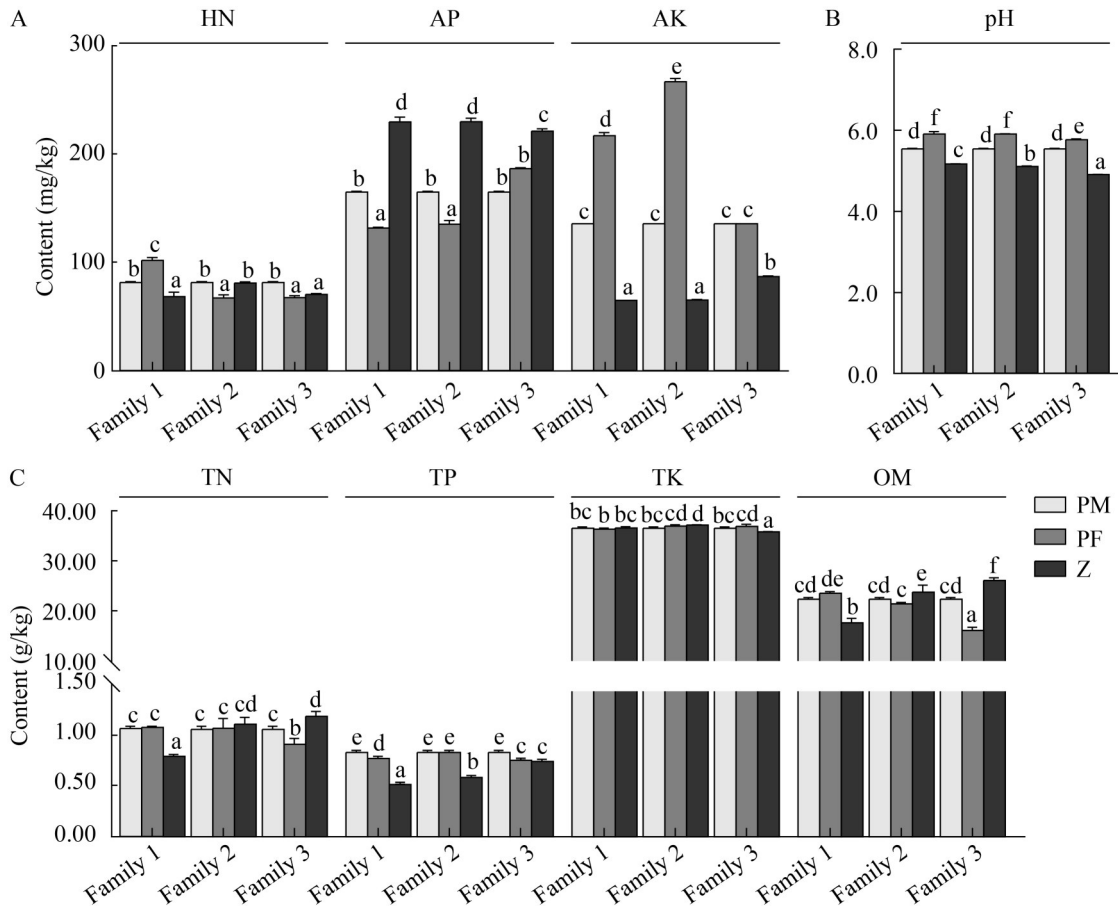 A HN AP AK B pH
300 8.0
e
d d d c
f f
d d d e
c b a
b b b b
a a
c c c c
b
c
b a b a b b a a
a a
200 6.0
100 4.0
2.0
0 0.0
Content (mg/kg)
Family 1 Family 2 Family 3 Family 1 Family 2 Family 3 Family 1 Family 2 Family 3 Family 1 Family 2 Family 3
C TN TP TK OM
40.00
bc b bc bc cd d bc cd a
30.00
cd de b cd c e cd a f
20.00
10.00
1.50
c c a c c cd c b d
1.00
e d a e e b e c c
0.50
0.00
Content (g/kg)
Family 1 Family 2 Family 3 Family 1 Family 2 Family 3 Family 1 Family 2 Family 3 Family 1 Family 2 Family 3
PM
PF
Z